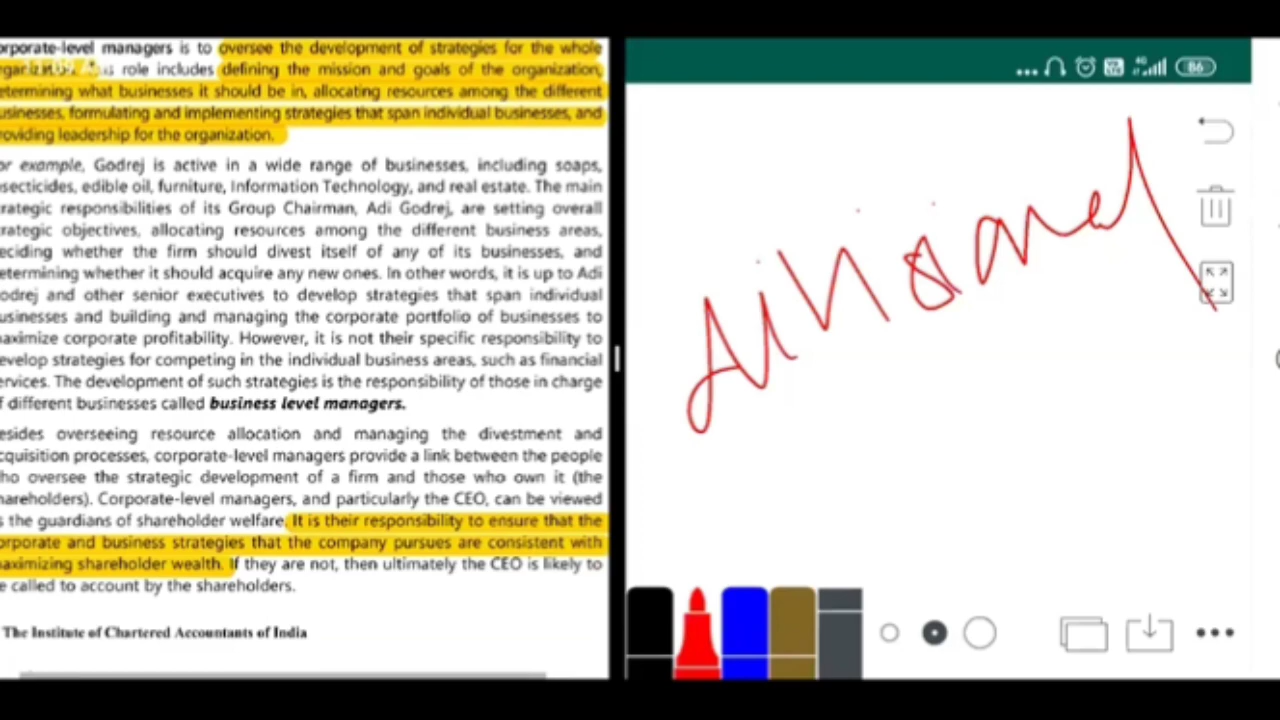 orporate-level managers is to oversee the development of strategies for the whole
role includes defining the mission and goals of the organization,
etermining what businesses it should be in, allocating resources among the different
usinesses, formulating and implementing strategies that span individual businesses, and
roviding leadership for the organization.
or example, Godrej is active in a wide range of businesses, including soaps,
secticides, edible oil, furniture, Information Technology, and real estate. The main
rategic responsibilities of its Group Chairman, Adi Godrej, are setting overall
rategic objectives, allocating resources among the different business areas,
eciding whether the firm should divest itself of any of its businesses, and
etermining whether it should acquire any new ones. In other words, it is up to Adi
odrej and other senior executives to develop strategies that span individual
usinesses and building and managing the corporate portfolio of businesses to
aximize corporate profitability. However, it is not their specific responsibility to
evelop strategies for competing in the individual business areas, such as financial
ervices. The development of such strategies is the responsibility of those in charge
f different businesses called business level managers.
esides overseeing resource allocation and managing the divestment and
cquisition processes, corporate-level managers provide a link between the people
ho oversee the strategic development of a firm and those who own it (the
hareholders). Corporate-level managers, and particularly the CEO, can be viewed
s the guardians of shareholder welfare. It is their responsibility to ensure that the
orporate and business strategies that the company pursues are consistent with
aximizing shareholder wealth. If they are not, then ultimately the CEO is likely to
e called to account by the shareholders.
The Institute of Chartered Accountants of India
86